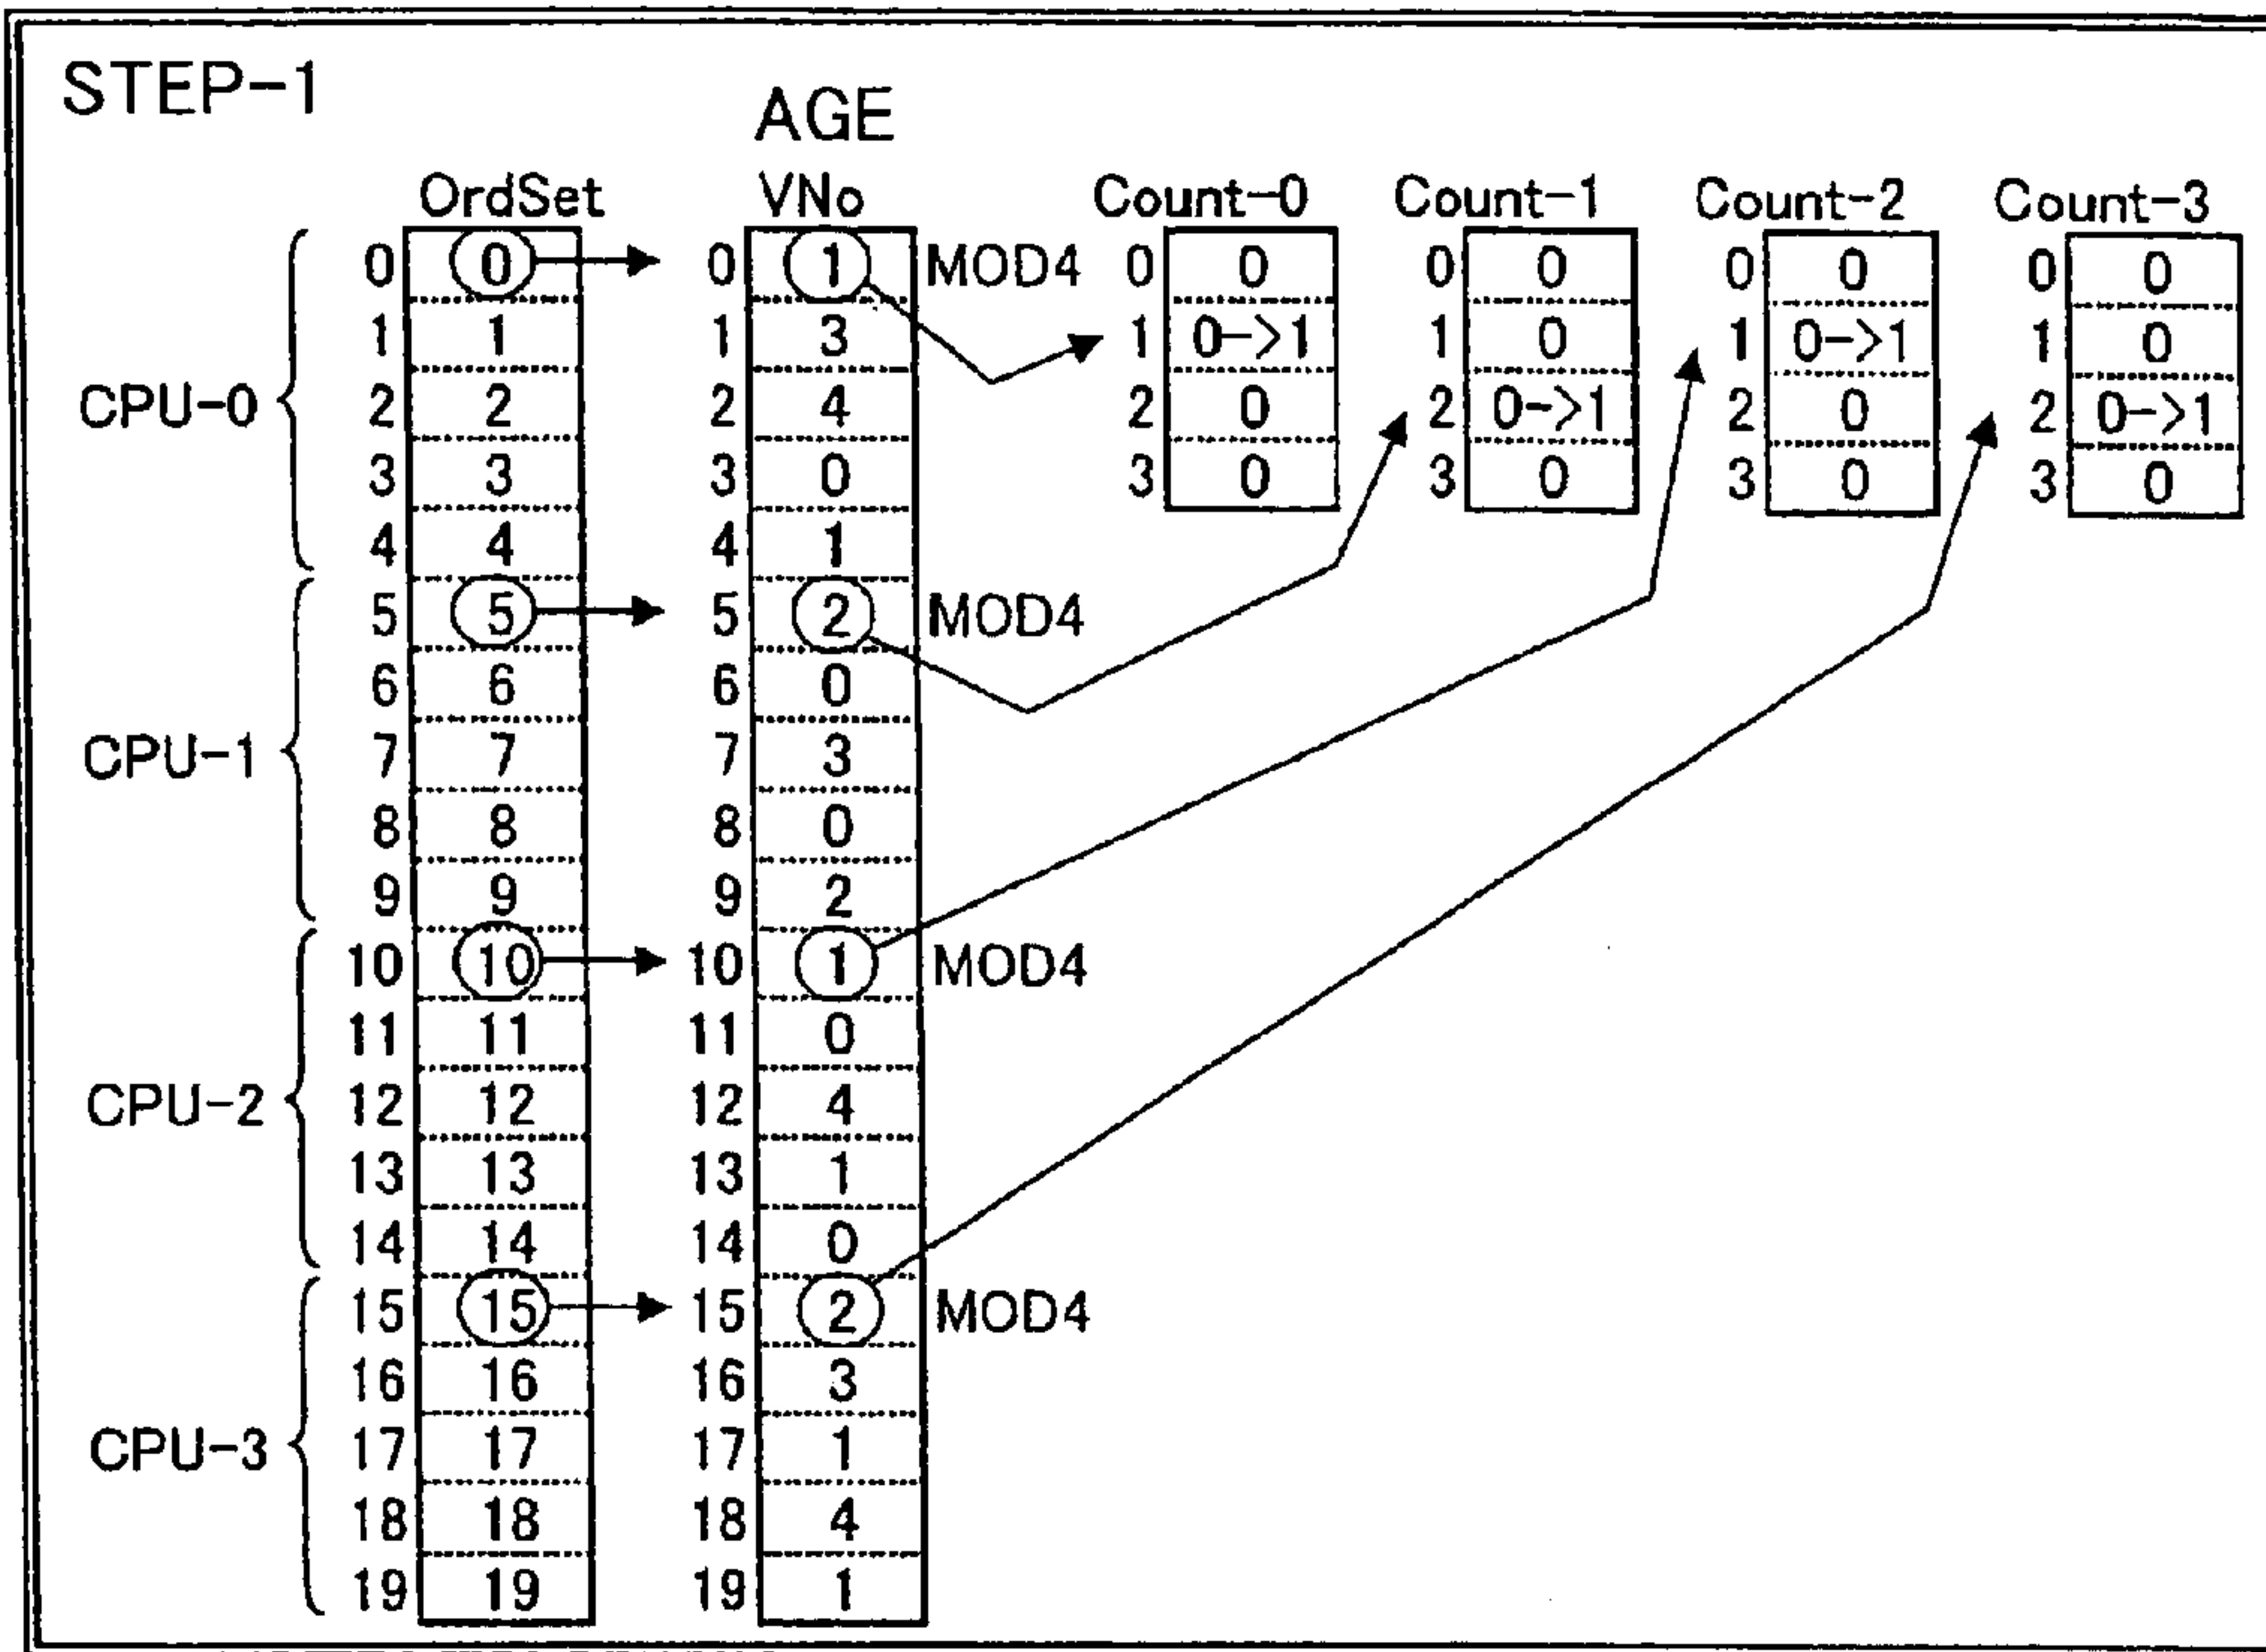 STEP-1
AGE
OrdSet VNo Count-0 Count-1 Count-2 Count-3
0 0 0 1 MOD4 0 0 0 0 0 0 0 0
1 1 1 3 1 0->1 1 0 1 0->1 1 0
CPU-0 2 2 2 4 2 0 2 0->1 2 0 2 0->1
3 3 3 0 3 0 3 0 3 0 3 0
4 4 4 1
5 5 5 2 MOD4
6 6 6 0
CPU-1 7 7 7 3
8 8 8 0
9 9 9 2
10 10 10 1 MOD4
11 11 11 0
CPU-2 12 12 12 4
13 13 13 1
14 14 14 0
15 15 15 2 MOD4
16 16 16 3
CPU-3 17 17 17 1
18 18 18 4
19 19 19 1